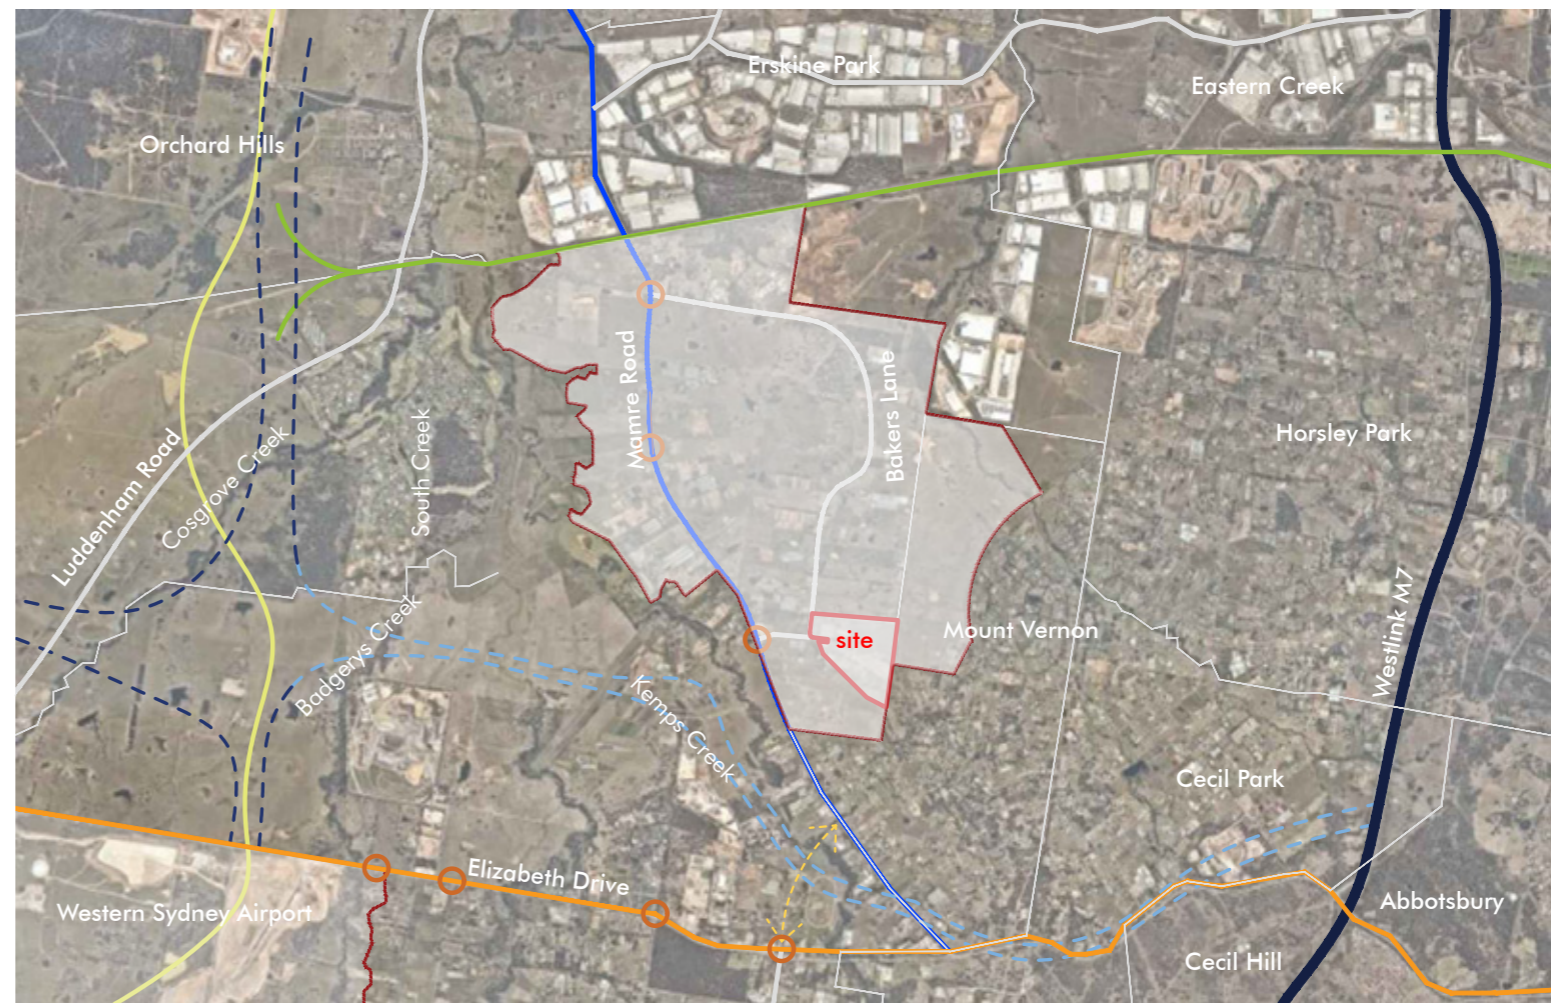 Erskine Park
Eastern Creek
Orchard Hills
Mamre Road
Bakers Lane
Horsley Park
Luddenham Road
Cosgrove Creek
South Creek
Badgerys Creek
site
Mount Vernon
Westlink M7
Kemps Creek
Cecil Park
Elizabeth Drive
Western Sydney Airport
Abbotsbury
Cecil Hill